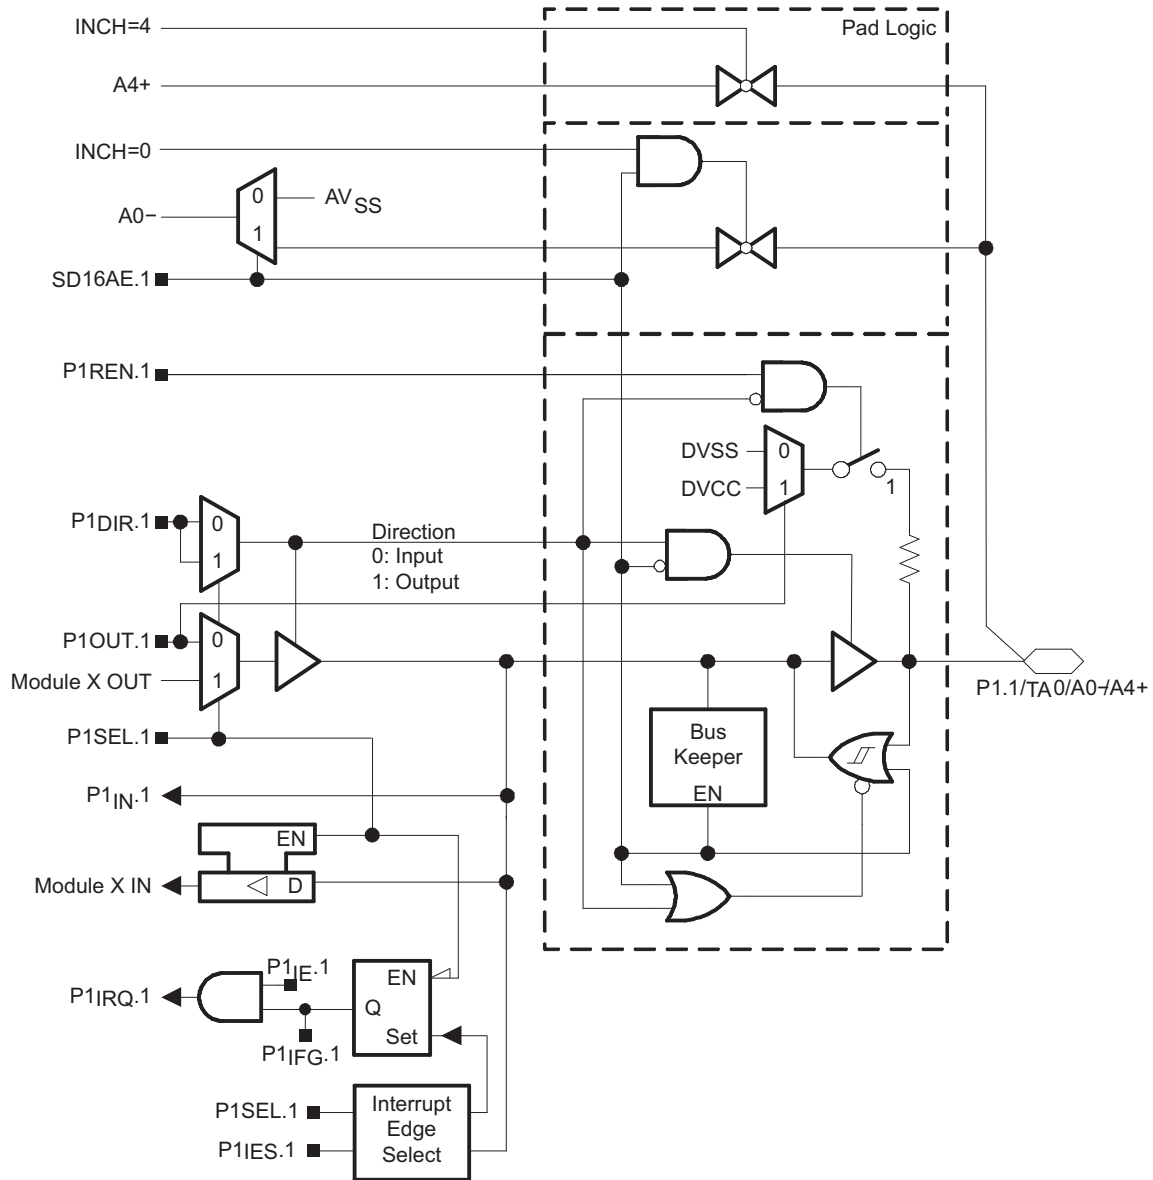 INCH=4
Pad Logic
A4+
INCH=0
0
AVSS
A0−
1
SD16AE.1
P1REN.1
DVSS
0
DVCC
1
1
P1DIR.1
0
1
Direction
0: Input
1: Output
P1OUT.1
0
Module X OUT
1
P1.1/TA0/A0−/A4+
P1SEL.1
Bus
Keeper
EN
P1IN.1
EN
Module X IN
D
P1IE.1
EN
P1IRQ.1
Q
Set
P1IFG.1
P1SEL.1
P1IES.1
Interrupt
Edge
Select